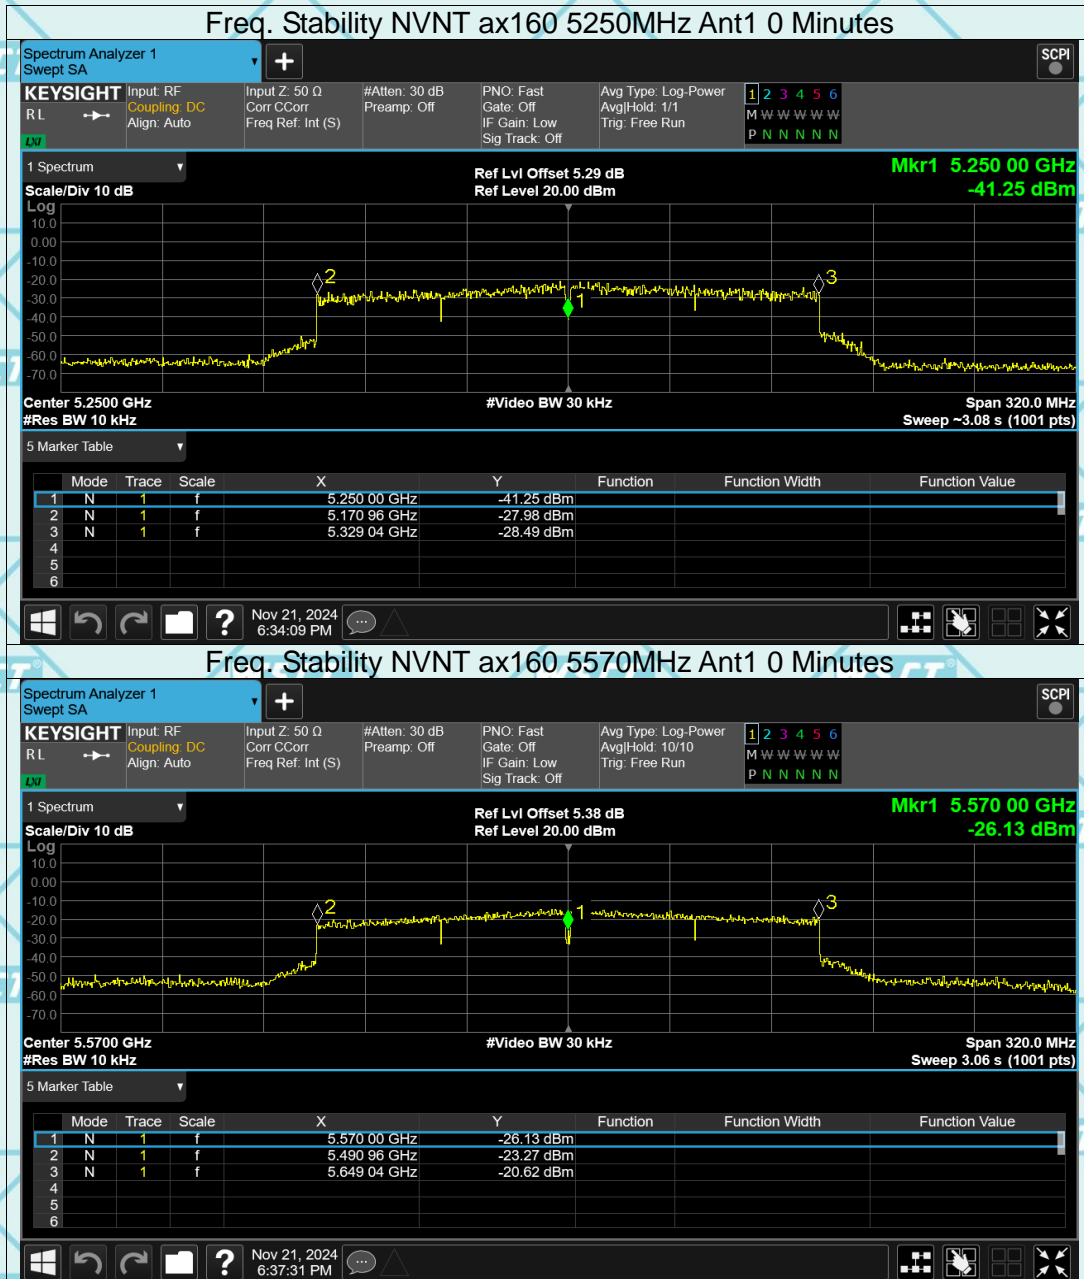 Freq. Stability NVNT ax160 5250MHz Ant1 0 Minutes
Spectrum Analyzer 1
Swept SA
+
SCPI
KEYSIGHT Input: RF Input Z: 50 Ω #Atten: 30 dB PNO: Fast Avg Type: Log-Power 1 2 3 4 5 6
RL Coupling: DC Corr CCorr Preamp: Off Gate: Off Avg|Hold: 1/1 M W W W W W
Align: Auto Freq Ref: Int (S) IF Gain: Low Trig: Free Run
LXI Sig Track: Off P N N N N N
1 Spectrum
Ref Lvl Offset 5.29 dB Mkr1 5.250 00 GHz
Scale/Div 10 dB Ref Level 20.00 dBm -41.25 dBm
Log
10.0
0.00
-10.0
-20.0
-30.0
-40.0
-50.0
-60.0
-70.0
2
1
3
Center 5.2500 GHz #Video BW 30 kHz Span 320.0 MHz
#Res BW 10 kHz Sweep ~3.08 s (1001 pts)
5 Marker Table
Mode Trace Scale X Y Function Function Width Function Value
1 N 1 f 5.250 00 GHz -41.25 dBm
2 N 1 f 5.170 96 GHz -27.98 dBm
3 N 1 f 5.329 04 GHz -28.49 dBm
4
5
6
? Nov 21, 2024
6:34:09 PM
Freq. Stability NVNT ax160 5570MHz Ant1 0 Minutes
Spectrum Analyzer 1
Swept SA
+
SCPI
KEYSIGHT Input: RF Input Z: 50 Ω #Atten: 30 dB PNO: Fast Avg Type: Log-Power 1 2 3 4 5 6
RL Coupling: DC Corr CCorr Preamp: Off Gate: Off Avg|Hold: 10/10 M W W W W W
Align: Auto Freq Ref: Int (S) IF Gain: Low Trig: Free Run
LXI Sig Track: Off P N N N N N
1 Spectrum
Ref Lvl Offset 5.38 dB Mkr1 5.570 00 GHz
Scale/Div 10 dB Ref Level 20.00 dBm -26.13 dBm
Log
10.0
0.00
-10.0
-20.0
-30.0
-40.0
-50.0
-60.0
-70.0
2
1
3
Center 5.5700 GHz #Video BW 30 kHz Span 320.0 MHz
#Res BW 10 kHz Sweep 3.06 s (1001 pts)
5 Marker Table
Mode Trace Scale X Y Function Function Width Function Value
1 N 1 f 5.570 00 GHz -26.13 dBm
2 N 1 f 5.490 96 GHz -23.27 dBm
3 N 1 f 5.649 04 GHz -20.62 dBm
4
5
6
? Nov 21, 2024
6:37:31 PM